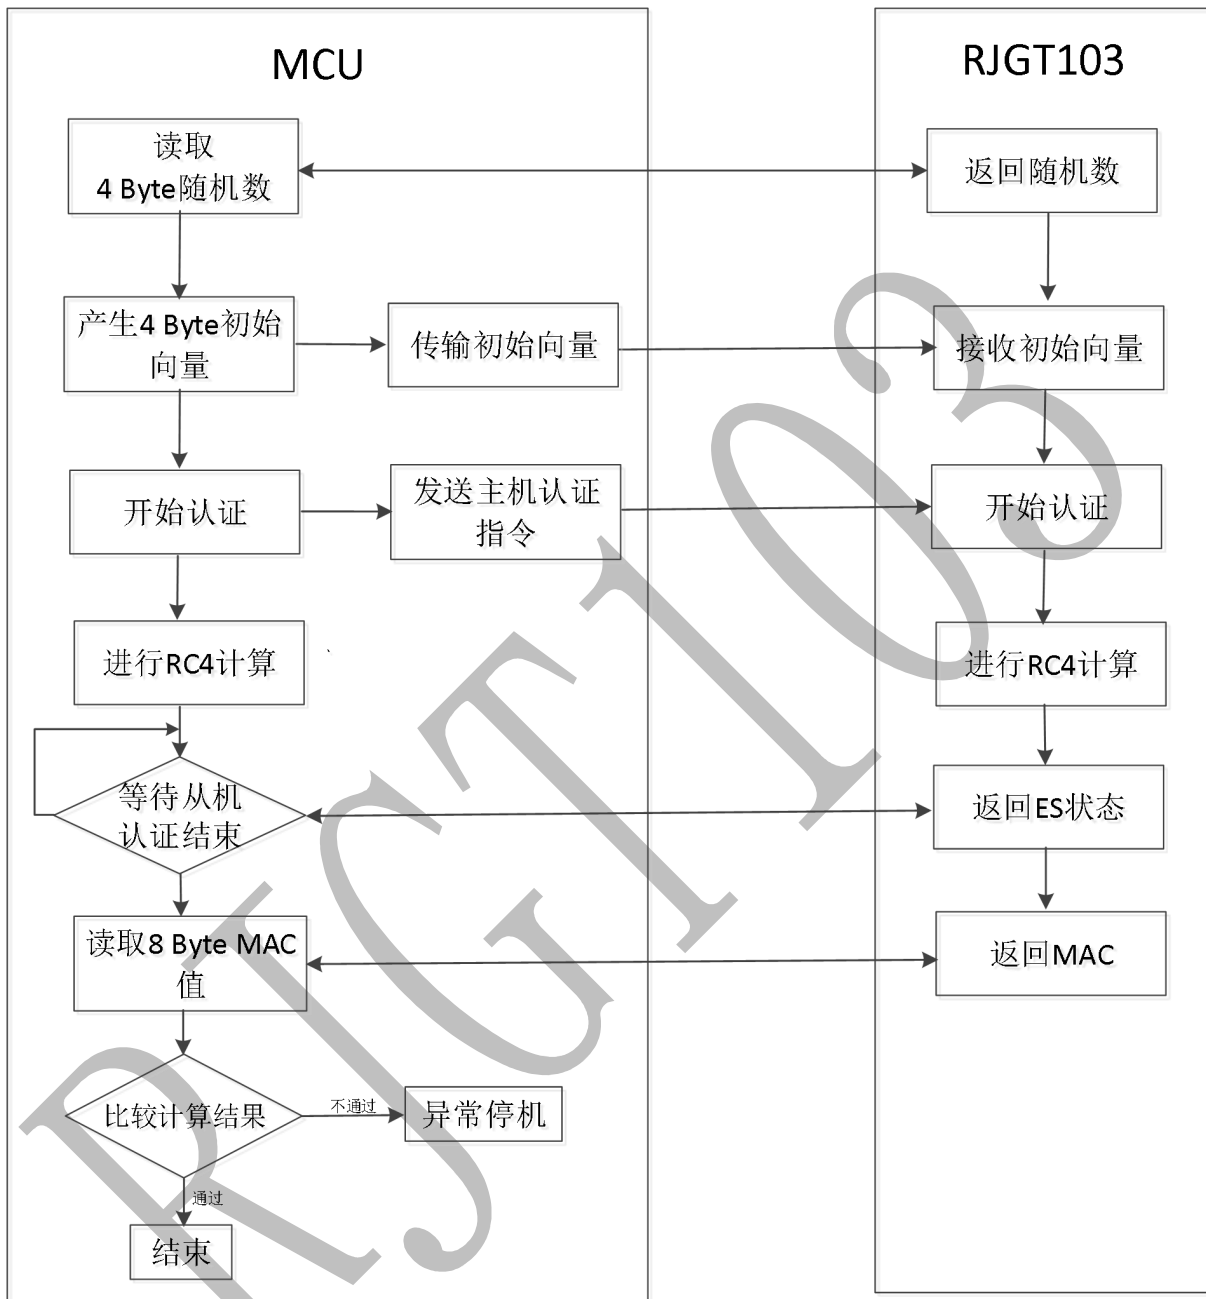 MCU
读取
4 Byte随机数
产生4 Byte初始
向量
传输初始向量
开始认证
发送主机认证
指令
进行RC4计算
等待从机
认证结束
读取8 Byte MAC
值
比较计算结果
不通过
异常停机
通过
结束
RJGT103
返回随机数
接收初始向量
开始认证
进行RC4计算
返回ES状态
返回MAC
RJGT103